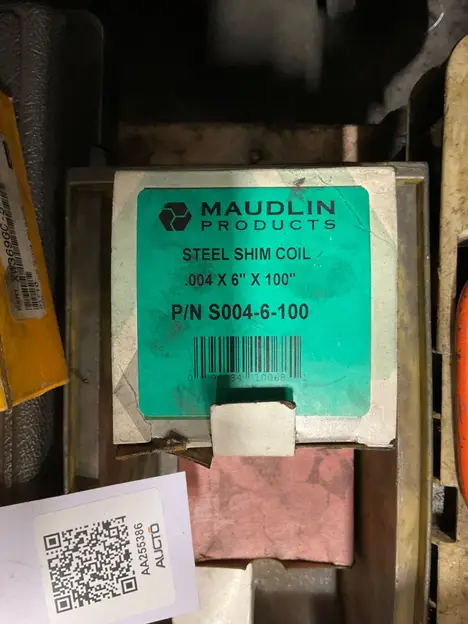 MAUDLIN
PRODUCTS
STEEL SHIM COIL
.004 X 6" X 100"
P/N S004-6-100
AA255386
AUCTO